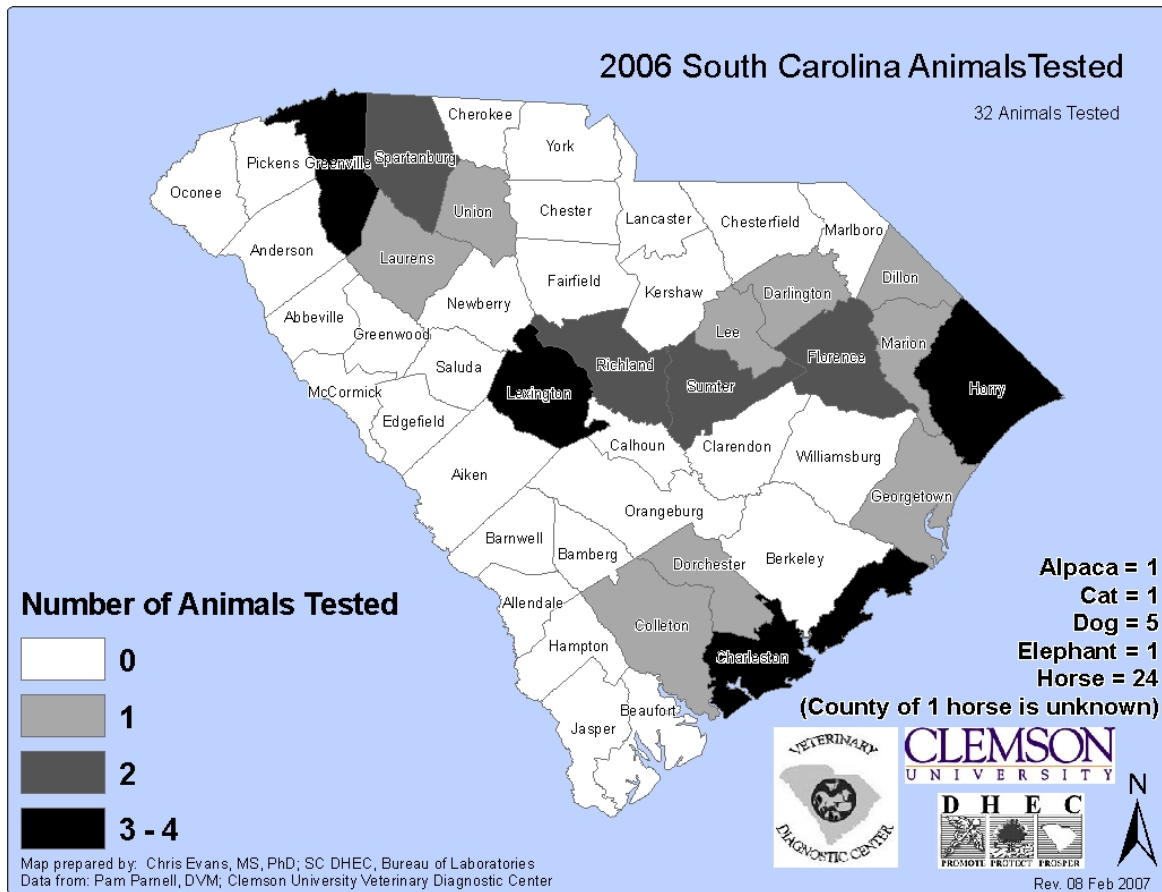 2006 South Carolina AnimalsTested
32 Animals Tested
Cherokee
York
Pickens
Greenville
Spartanburg
Oconee
Union
Chester
Lancaster
Chesterfield
Marlboro
Anderson
Laurens
Fairfield
Dillon
Newberry
Kershaw
Darlington
Abbeville
Greenwood
Lee
Marion
Saluda
Richland
Florence
McCormick
Lexington
Sumter
Horry
Edgefield
Calhoun
Clarendon
Williamsburg
Aiken
Georgetown
Orangeburg
Barnwell
Bamberg
Dorchester
Berkeley
Allendale
Colleton
Hampton
Charleston
Beaufort
Jasper
Alpaca = 1
Cat = 1
Dog = 5
Elephant = 1
Horse = 24
(County of 1 horse is unknown)
Number of Animals Tested
0
1
2
3 - 4
VETERINARY
DIAGNOSTIC CENTER
CLEMSON
UNIVERSITY
D H E C
PROMOTE PROTECT PROSPER
N
Map prepared by: Chris Evans, MS, PhD; SC DHEC, Bureau of Laboratories
Data from: Pam Parnell, DVM; Clemson University Veterinary Diagnostic Center
Rev. 08 Feb 2007